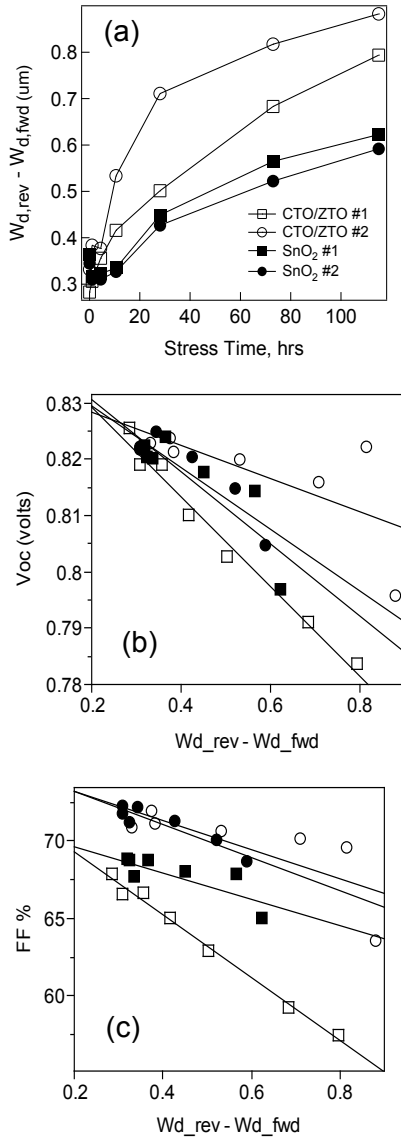 (a)
0.8
0.7
0.6
0.5
0.4
0.3
W_{d,rev} - W_{d,fwd} (um)
CTO/ZTO #1
CTO/ZTO #2
SnO₂ #1
SnO₂ #2
0 20 40 60 80 100
Stress Time, hrs
0.83
0.82
0.81
0.8
0.79
0.78
Voc (volts)
(b)
0.2 0.4 0.6 0.8
Wd_rev - Wd_fwd
70
65
60
FF %
(c)
0.2 0.4 0.6 0.8
Wd_rev - Wd_fwd